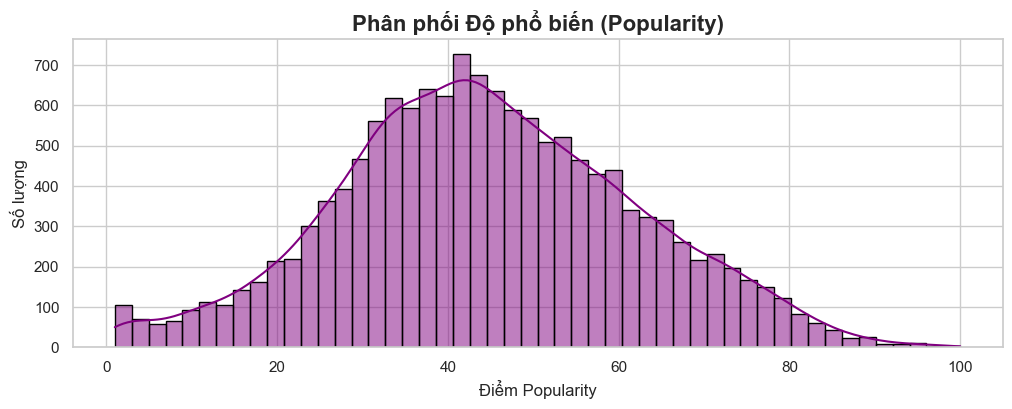 Phân phối Độ phổ biến (Popularity)
Số lượng
700
600
500
400
300
200
100
0
0 20 40 60 80 100
Điểm Popularity